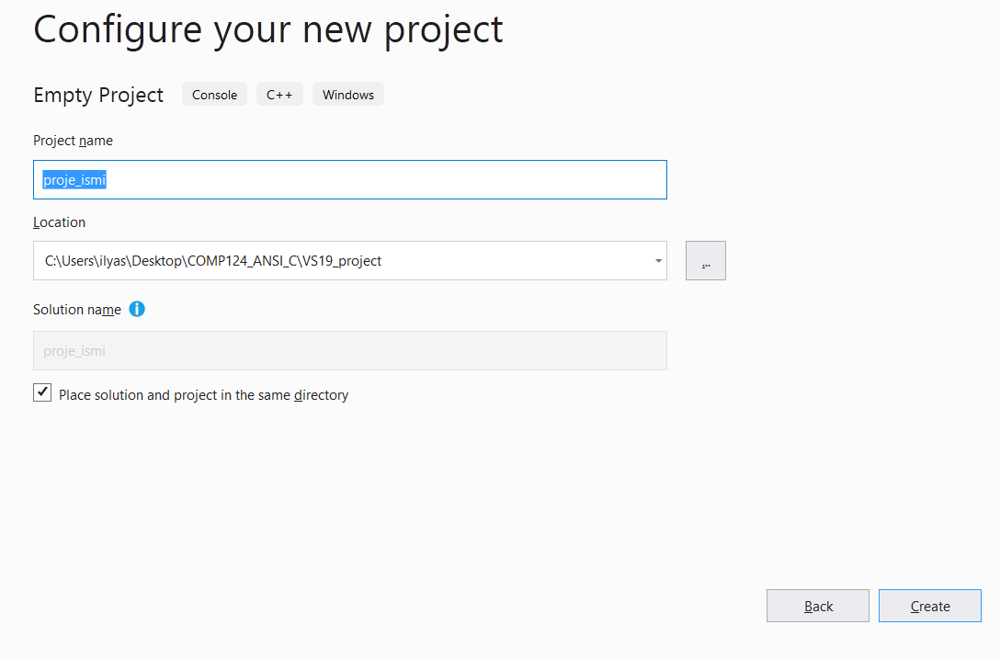 Configure your new project
Empty Project Console C++ Windows
Project name
proje_ismi
Location
C:\Users\ilyas\Desktop\COMP124_ANSI_C\VS19_project
...
Solution name
proje_ismi
Place solution and project in the same directory
Back Create